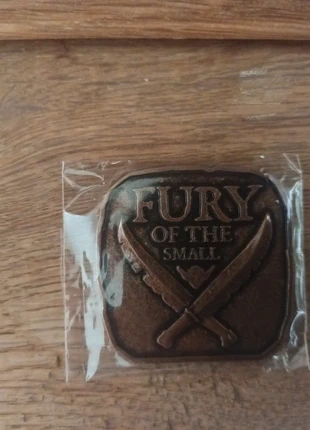 FURY
OF THE
SMALL